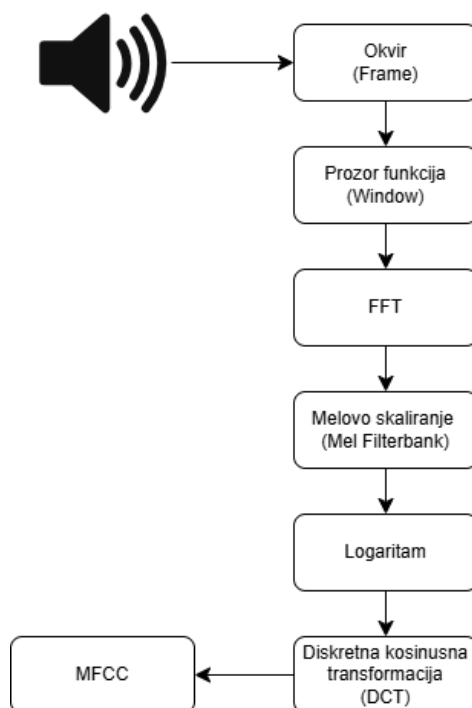 Okvir
(Frame)
Prozor funkcija
(Window)
FFT
Melovo skaliranje
(Mel Filterbank)
Logaritam
Diskretna kosinusna
transformacija
(DCT)
MFCC